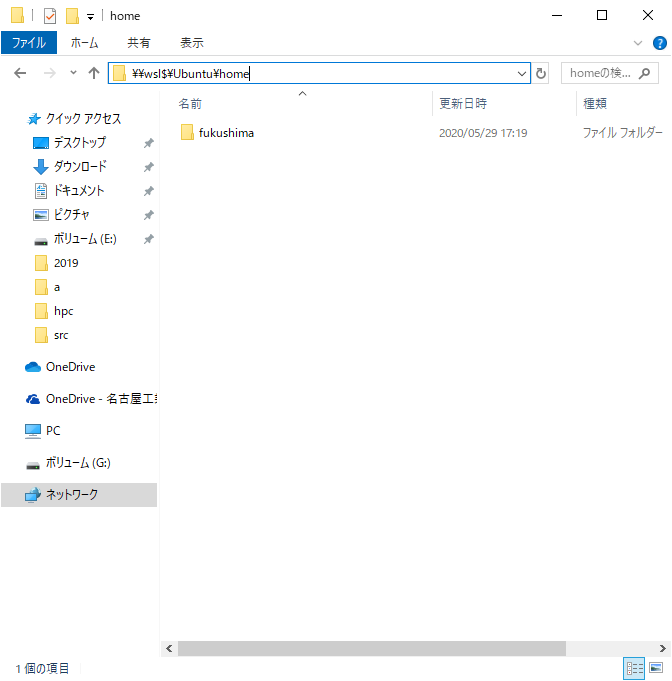 home
ファイル ホーム 共有 表示
¥¥wsl$¥Ubuntu¥home
homeの検...
名前 更新日時 種類
fukushima 2020/05/29 17:19 ファイル フォルダー
クイック アクセス
デスクトップ
ダウンロード
ドキュメント
ピクチャ
ボリューム (E:)
2019
a
hpc
src
OneDrive
OneDrive - 名古屋工
PC
ボリューム (G:)
ネットワーク
1 個の項目